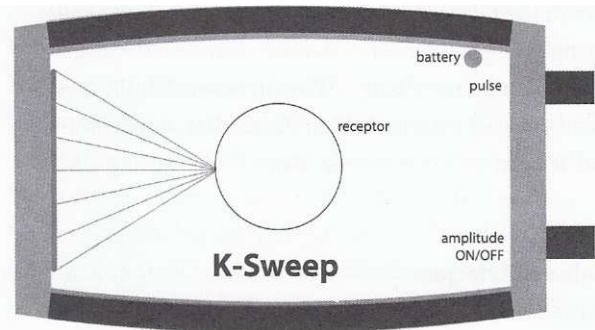 battery
pulse
receptor
amplitude
ON/OFF
K-Sweep